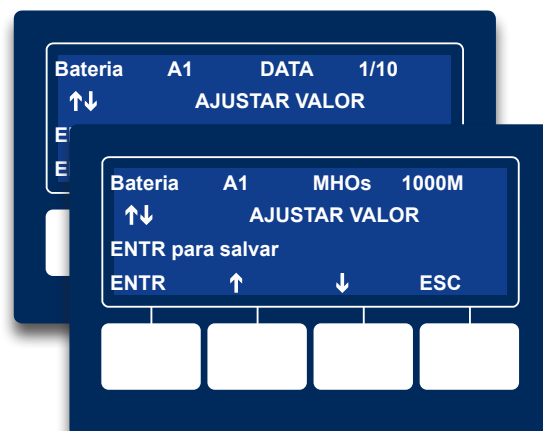 Bateria A1 DATA 1/10
↑↓ AJUSTAR VALOR
E
E
Bateria A1 MHOs 1000M
↑↓ AJUSTAR VALOR
ENTR para salvar
ENTR ↑ ↓ ESC